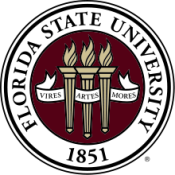 FLORIDA STATE UNIVERSITY
VIRES ARTES MORES
1851
®